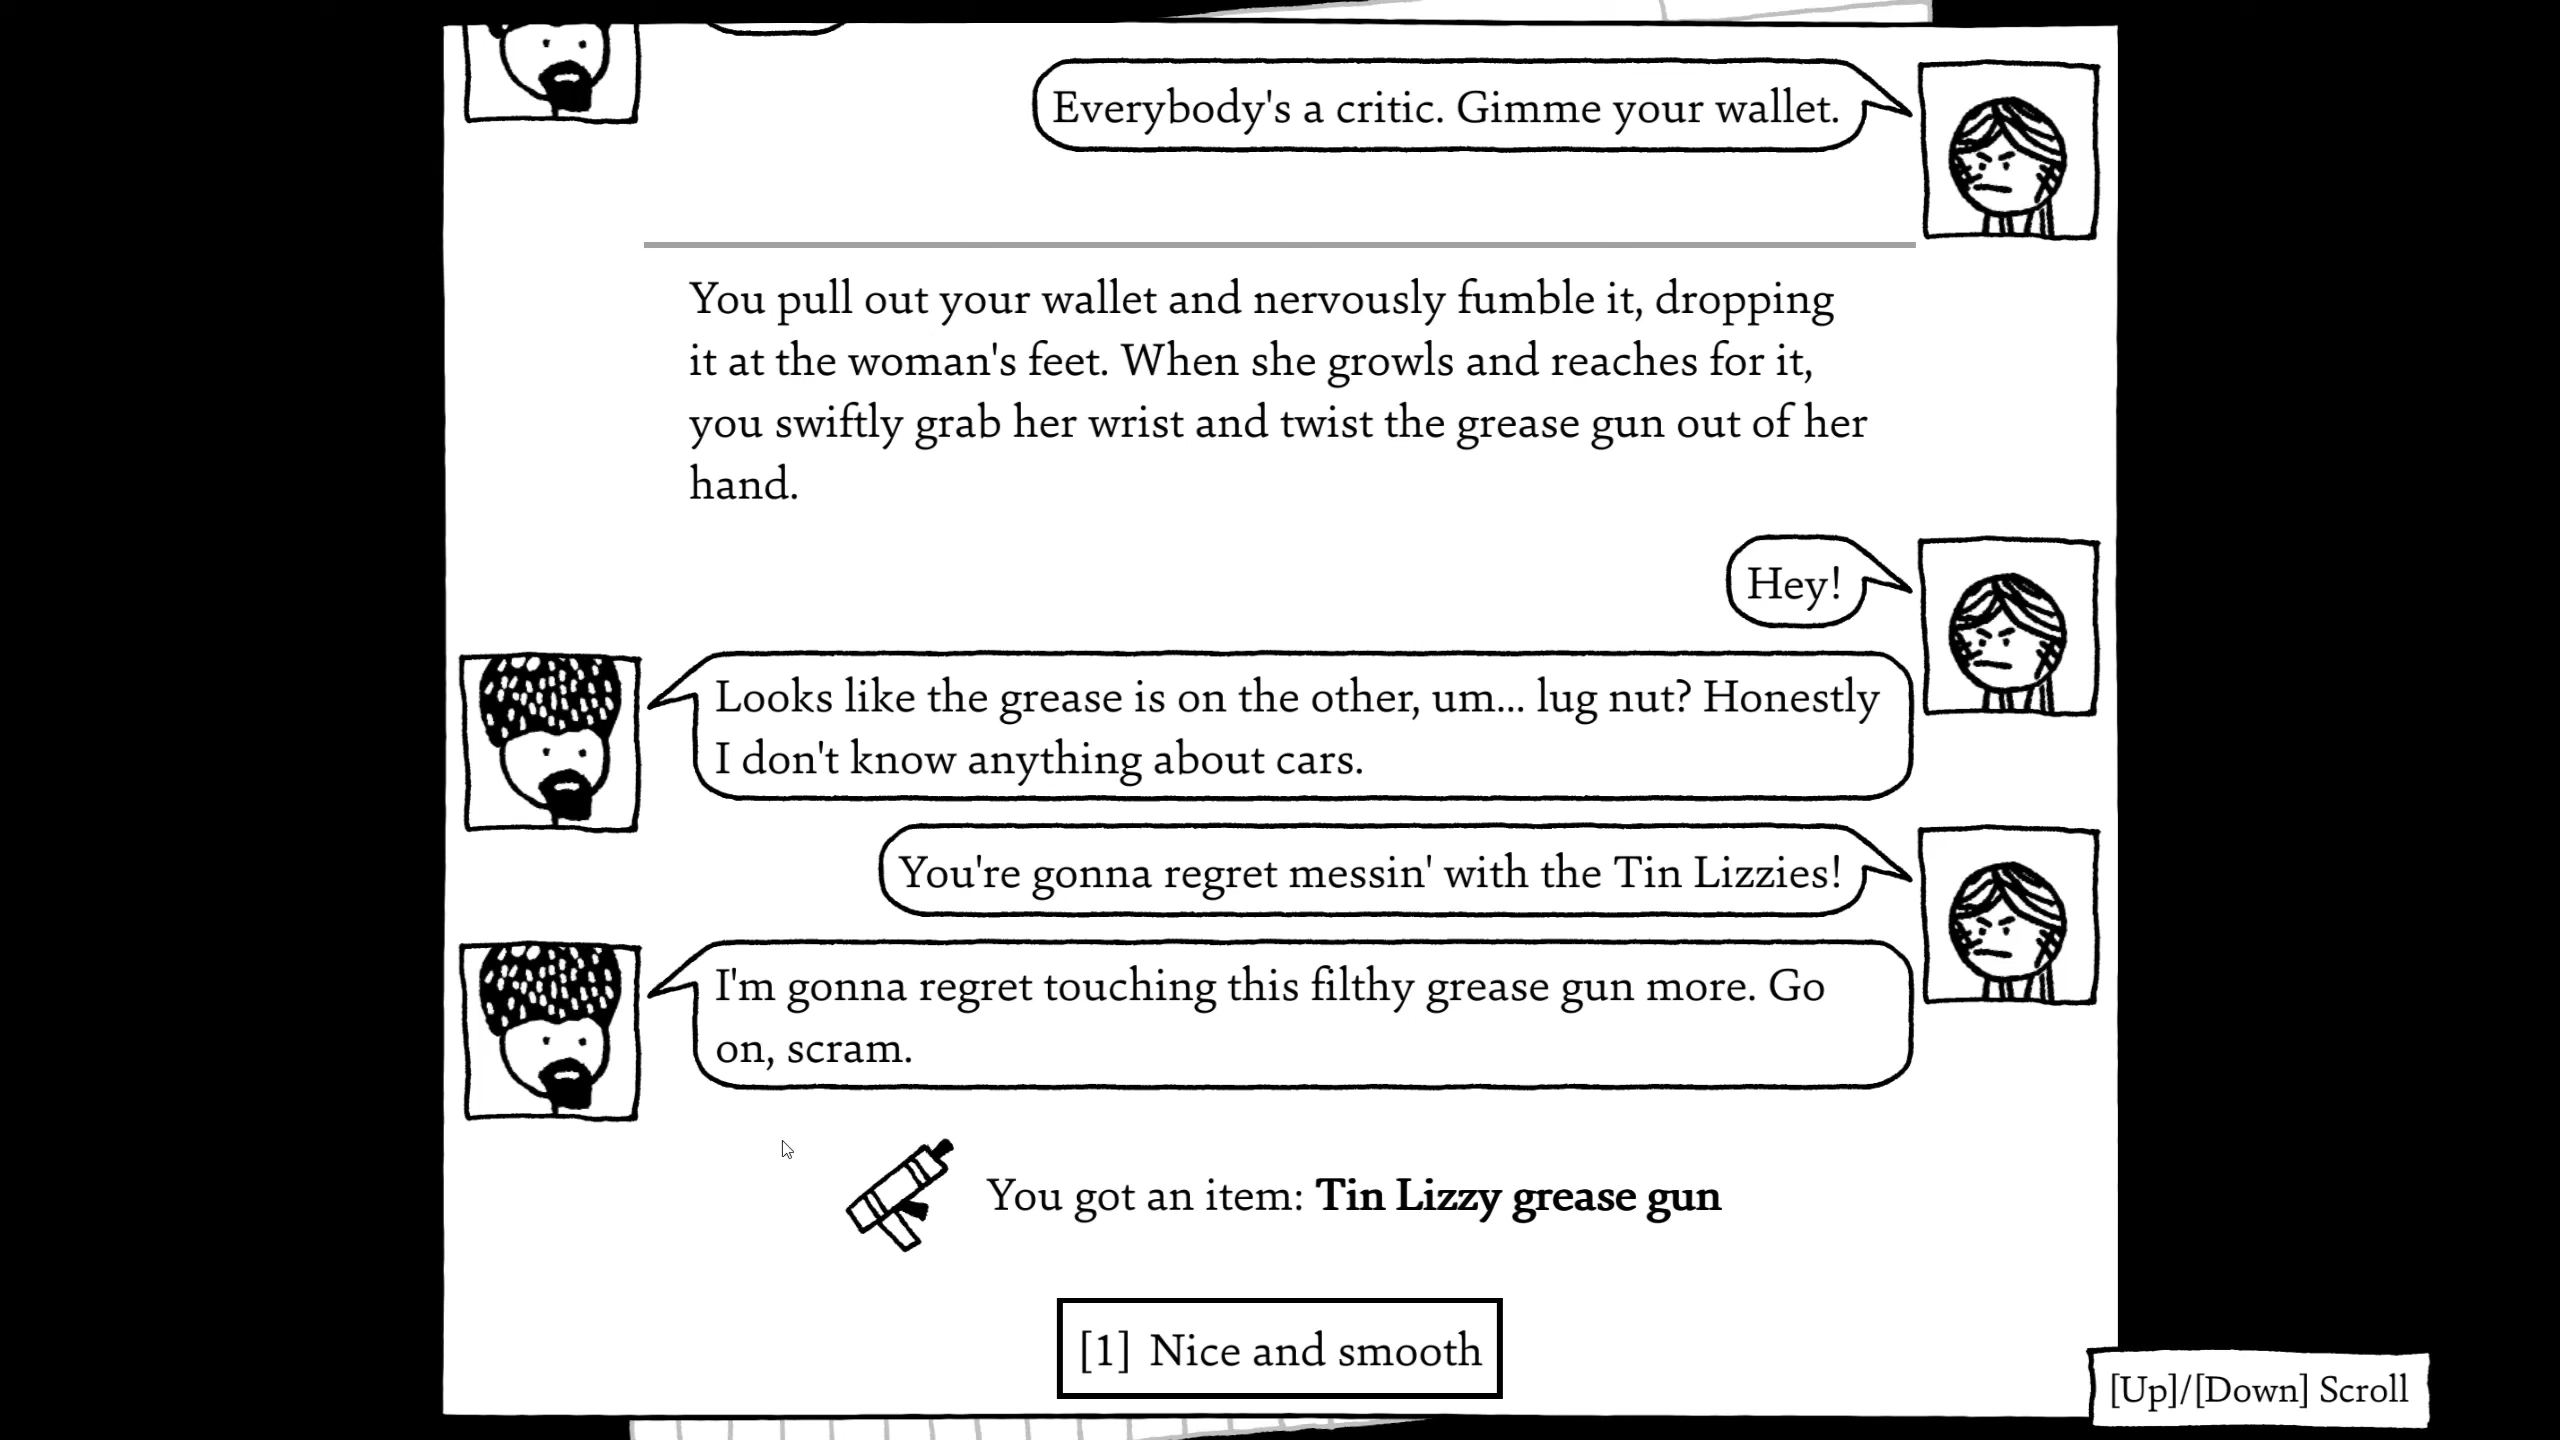 Everybody's a critic. Gimme your wallet.
You pull out your wallet and nervously fumble it, dropping
it at the woman's feet. When she growls and reaches for it,
you swiftly grab her wrist and twist the grease gun out of her
hand.
Hey!
Looks like the grease is on the other, um... lug nut? Honestly
I don't know anything about cars.
You're gonna regret messin' with the Tin Lizzies!
I'm gonna regret touching this filthy grease gun more. Go
on, scram.
You got an item: Tin Lizzy grease gun
[1] Nice and smooth
[Up]/[Down] Scroll